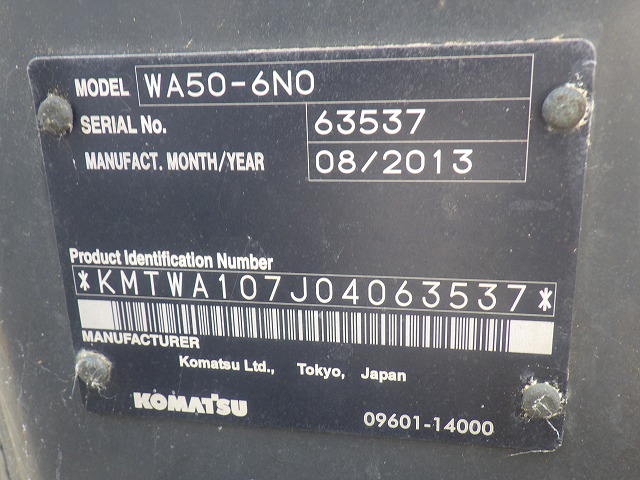 MODEL WA50-6N0
SERIAL No. 63537
MANUFACT. MONTH/YEAR 08/2013
Product Identification Number
*KMTWA107J04063537*
MANUFACTURER
Komatsu Ltd., Tokyo, Japan
KOMATSU
09601-14000